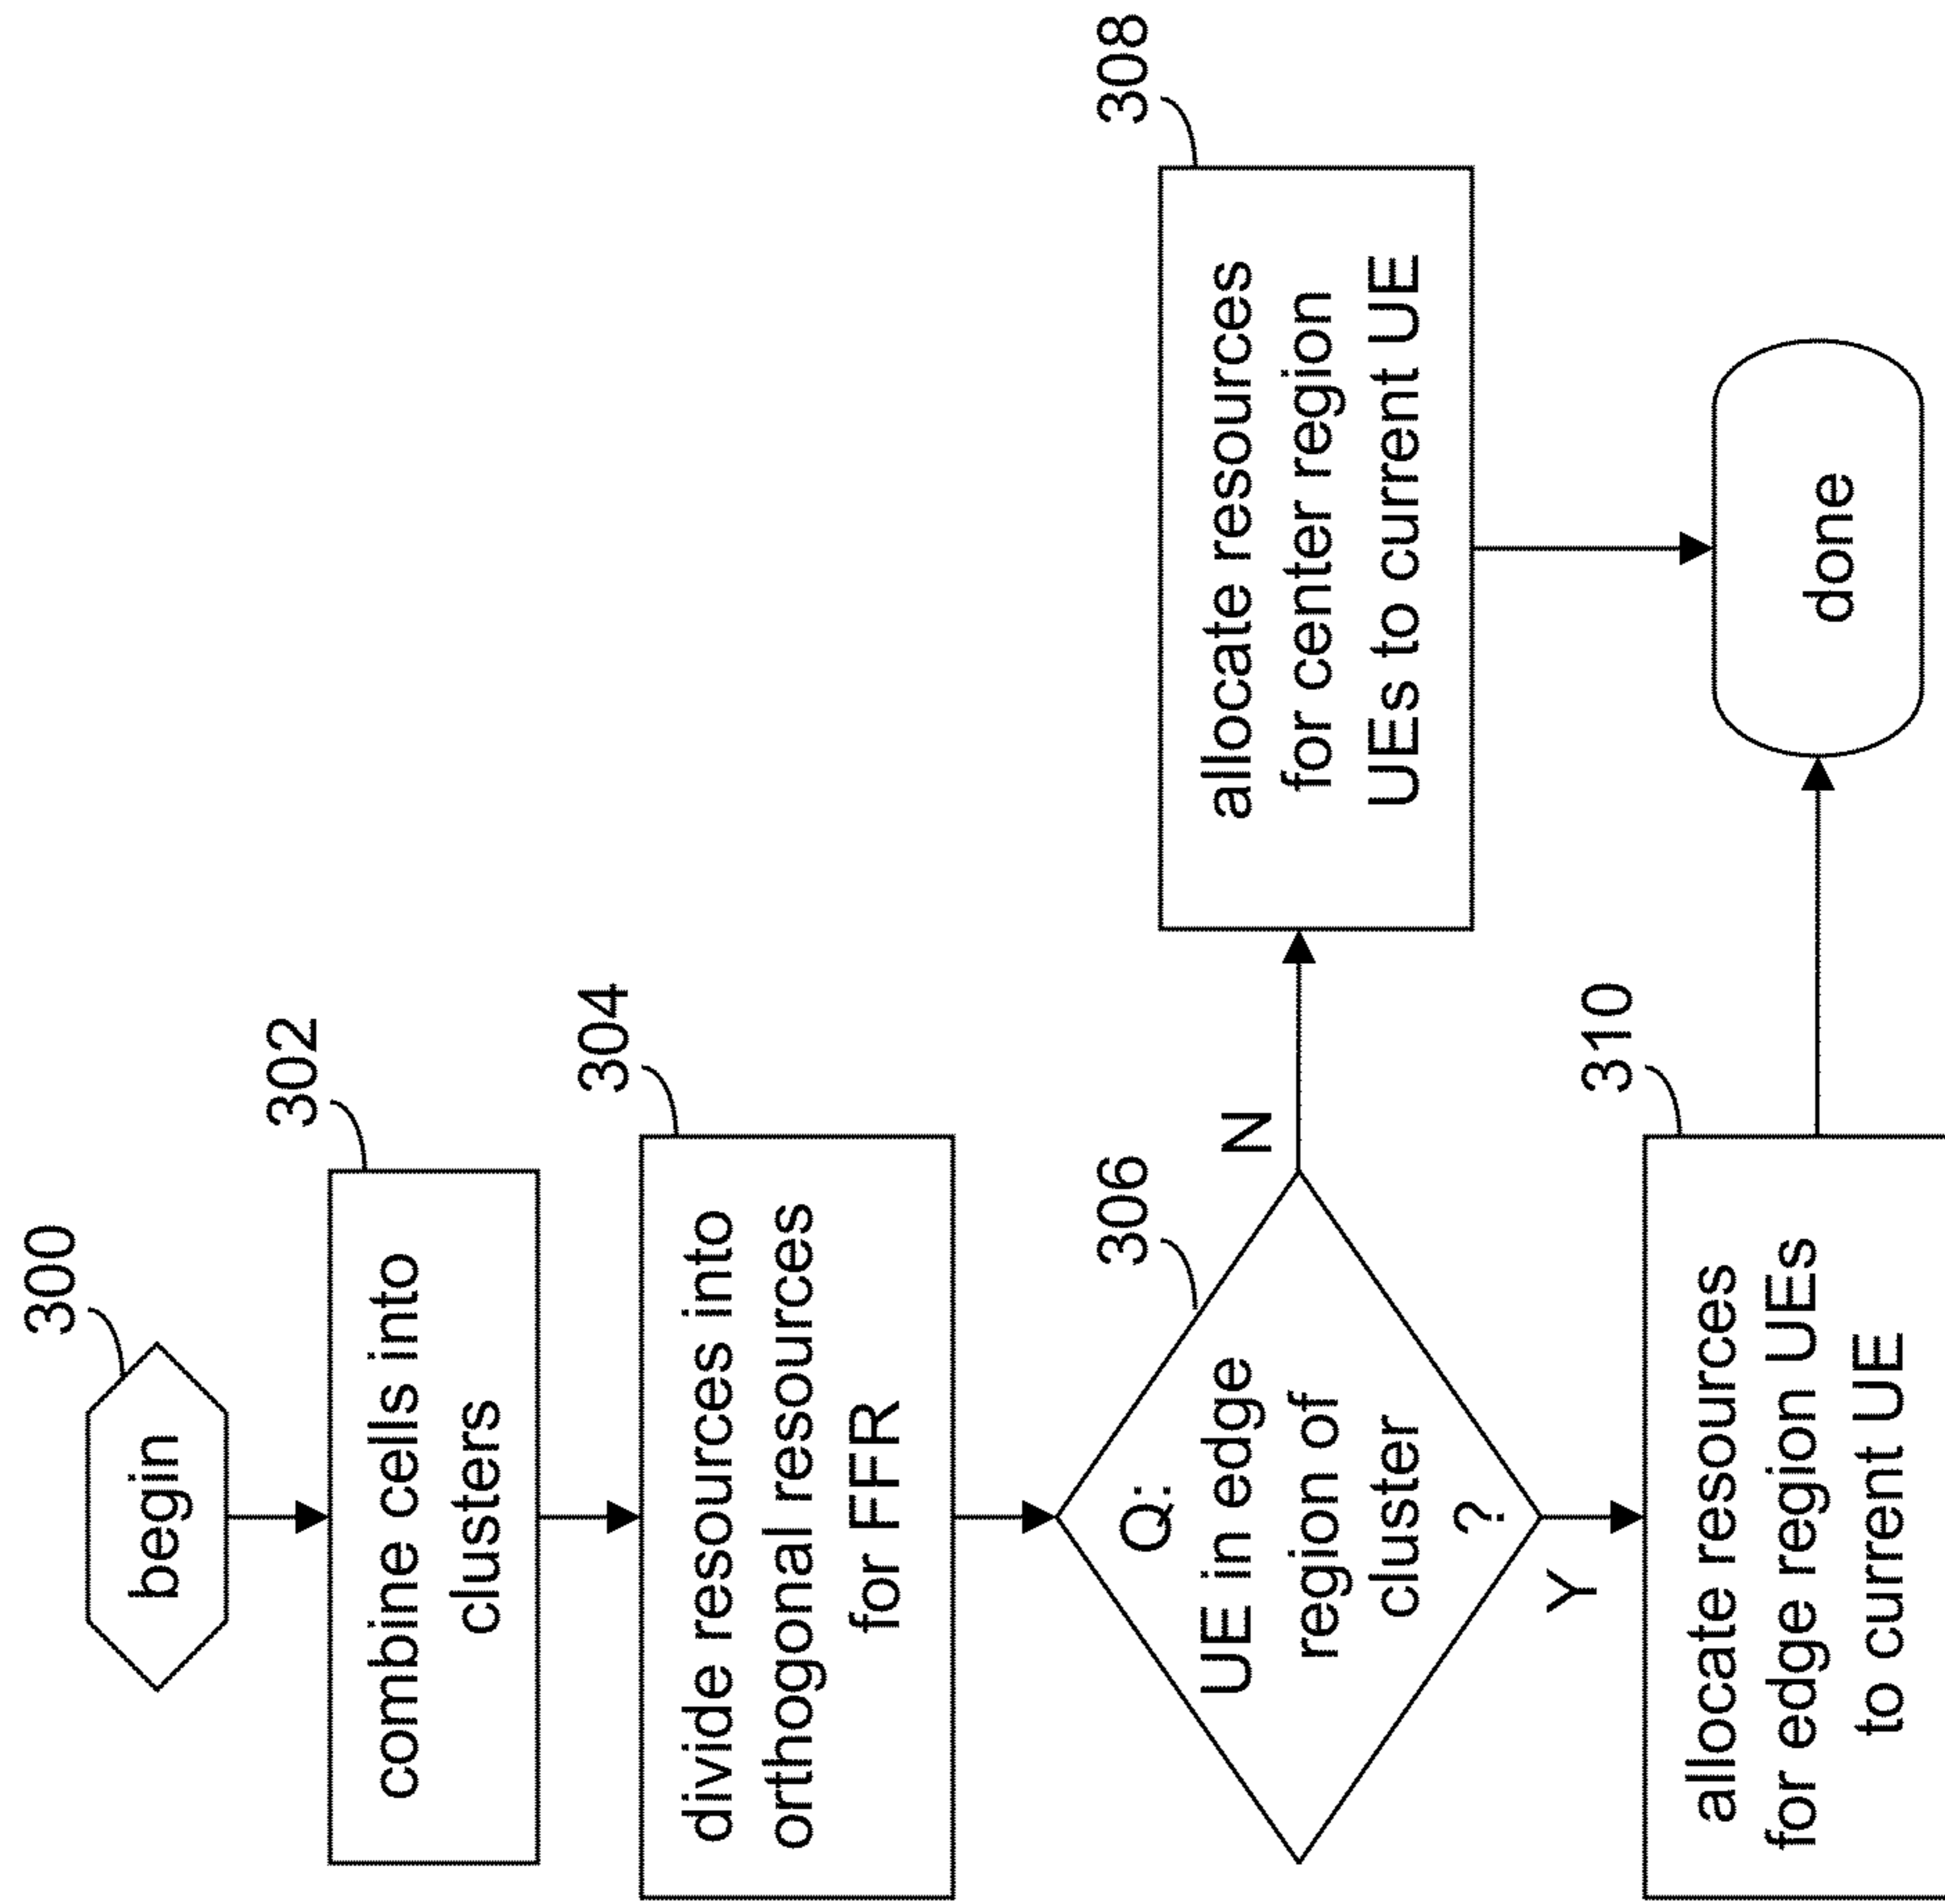 300
begin
302
combine cells into
clusters
304
divide resources into
orthogonal resources
for FFR
306
Q:
UE in edge
region of
cluster
?
N
308
allocate resources
for center region
UEs to current UE
Y
310
allocate resources
for edge region UEs
to current UE
done